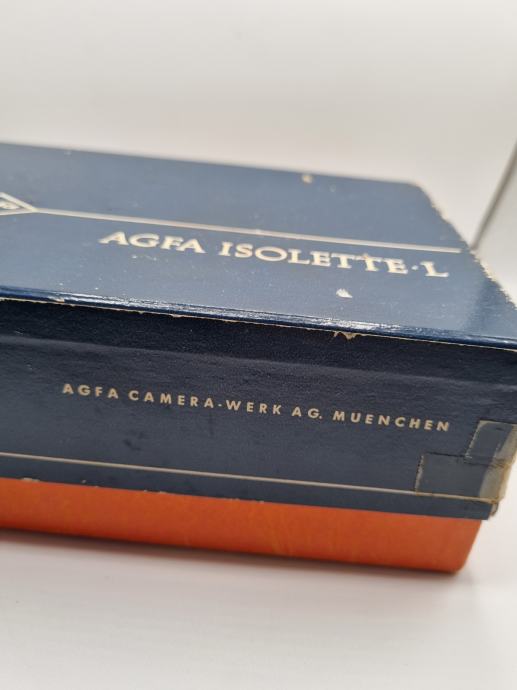 AGFA ISOLETTE·L
AGFA CAMERA-WERK AG. MUENCHEN